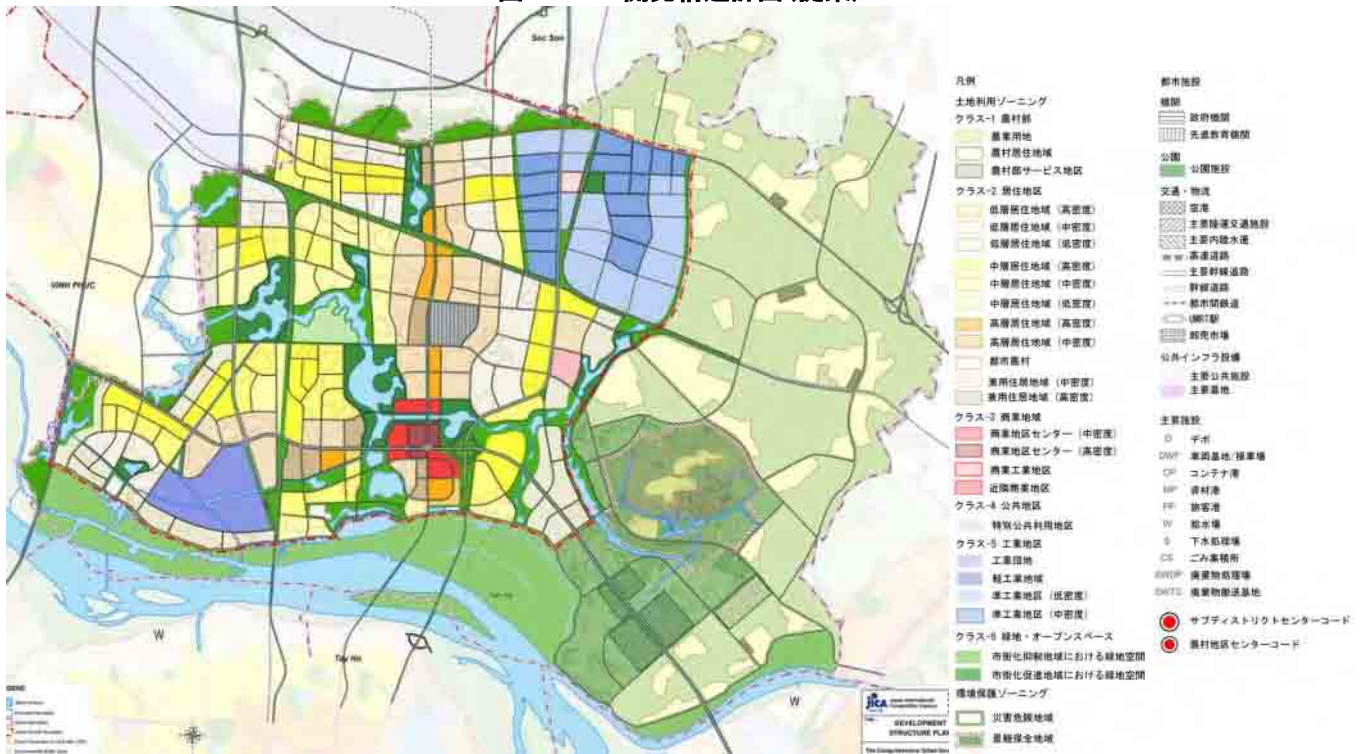 Soc Son
VINH PHUC
Tay Ho
W
W
凡例
土地利用ゾーニング
クラス-1 農村部
農業用地
農村居住地域
農村部サービス地区
クラス-2 居住地区
低層居住地域 (高密度)
低層居住地域 (中密度)
低層居住地域 (低密度)
中層居住地域 (高密度)
中層居住地域 (中密度)
中層居住地域 (低密度)
高層居住地域 (高密度)
高層居住地域 (中密度)
都市農村
兼用住居地域 (中密度)
兼用住居地域 (高密度)
クラス-3 商業地域
商業地区センター (中密度)
商業地区センター (高密度)
商業工業地区
近隣商業地区
クラス-4 公共地区
特別公共利用地区
クラス-5 工業地区
工業団地
軽工業地域
準工業地区 (低密度)
準工業地区 (中密度)
クラス-6 緑地・オープンスペース
市街化抑制地域における緑地空間
市街化促進地域における緑地空間
環境保護ゾーニング
災害危険地域
景観保全地域
都市施設
機関
政府機関
先進教育機関
公園
公園施設
交通・物流
空港
主要陸運交通施設
主要内陸水運
高速道路
主要幹線道路
幹線道路
都市間鉄道
UMRT駅
卸売市場
公共インフラ設備
主要公共施設
主要墓地
主要施設
D デポ
DWF 車両基地/操車場
CP コンテナ港
MP 資材港
PP 旅客港
W 給水場
S 下水処理場
CS ごみ集積所
SWDP 廃棄物処理場
SWTS 廃棄物搬送基地
サブディストリクトセンターコード
農村地区センターコード
JICA Japan International Cooperation Agency
DEVELOPMENT
STRUCTURE PLAN